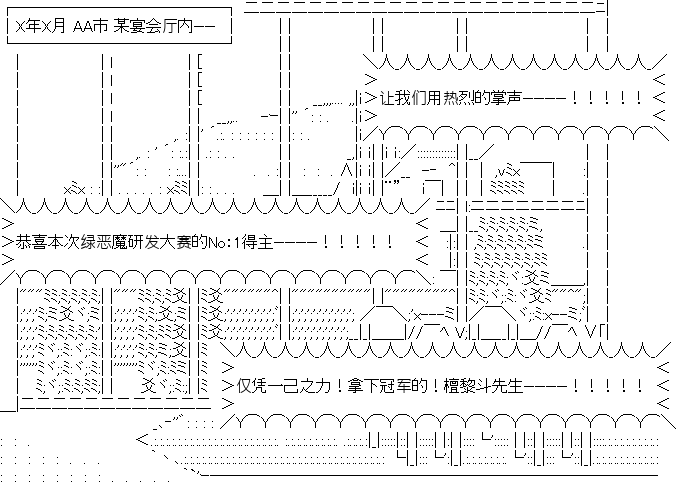 X年X月 AA市 某宴会厅内——
让我们用热烈的掌声————！！！！！
恭喜本次绿恶魔研发大赛的No:1得主————！！！！！
仅凭一己之力！拿下冠军的！檀黎斗先生————！！！！！